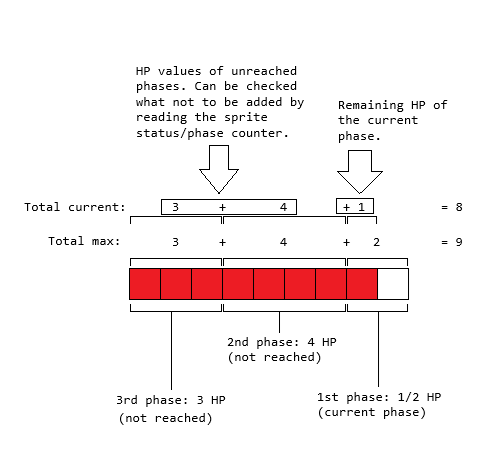 HP values of unreached
phases. Can be checked
what not to be added by
reading the sprite
status/phase counter.
Remaining HP of
the current
phase.
Total current: 3 + 4 + 1 = 8
Total max: 3 + 4 + 2 = 9
2nd phase: 4 HP
(not reached)
3rd phase: 3 HP
(not reached)
1st phase: 1/2 HP
(current phase)